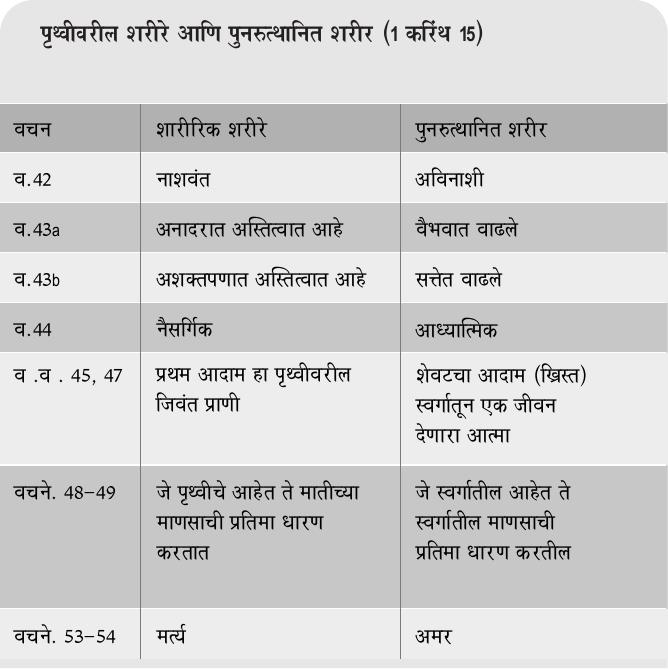 पृथ्वीवरील शरीरे आणि पुनरुत्थानित शरीर (1 करिंथ 15)
वचन शारीरिक शरीरे पुनरुत्थानित शरीर
व.42 नाशवंत अविनाशी
व.43a अनादरात अस्तित्वात आहे वैभवात वाढले
व.43b अशक्तपणात अस्तित्वात आहे सत्तेत वाढले
व.44 नैसर्गिक आध्यात्मिक
व .व . 45, 47 प्रथम आदाम हा पृथ्वीवरील शेवटचा आदाम (ख्रिस्त)
जिवंत प्राणी स्वर्गातून एक जीवन
देणारा आत्मा
वचने. 48–49 जे पृथ्वीचे आहेत ते मातीच्या जे स्वर्गातील आहेत ते
माणसाची प्रतिमा धारण स्वर्गातील माणसाची
करतात प्रतिमा धारण करतील
वचने. 53–54 मर्त्य अमर